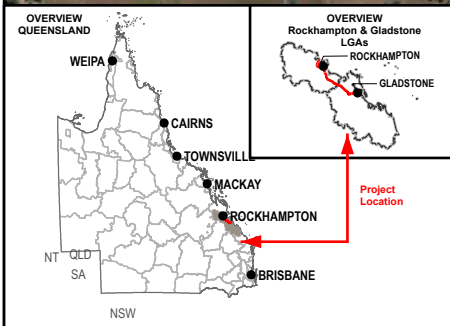 OVERVIEW
QUEENSLAND
WEIPA
CAIRNS
TOWNSVILLE
MACKAY
ROCKHAMPTON
BRISBANE
NT
QLD
SA
NSW
OVERVIEW
Rockhampton & Gladstone
LGAs
ROCKHAMPTON
GLADSTONE
Project
Location